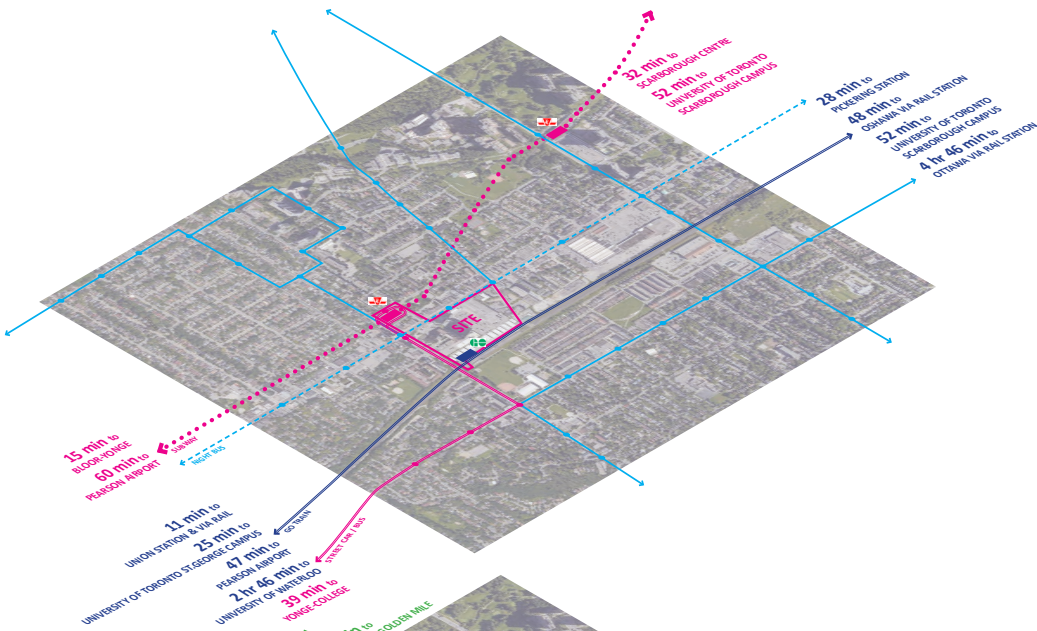 32 min to
SCARBOROUGH CENTRE
52 min to
UNIVERSITY OF TORONTO
SCARBOROUGH CAMPUS
28 min to
PICKERING STATION
48 min to
OSHAWA VIA RAIL STATION
52 min to
UNIVERSITY OF TORONTO
SCARBOROUGH CAMPUS
4 hr 46 min to
OTTAWA VIA RAIL STATION
SITE
GO
15 min to
BLOOR-YONGE
60 min to
PEARSON AIRPORT
SUBWAY
NIGHT BUS
11 min to
UNION STATION & VIA RAIL
25 min to
UNIVERSITY OF TORONTO ST.GEORGE CAMPUS
47 min to
PEARSON AIRPORT
2 hr 46 min to
UNIVERSITY OF WATERLOO
GO TRAIN
39 min to
YONGE-COLLEGE
STREET CAR / BUS
to
GOLDEN MILE